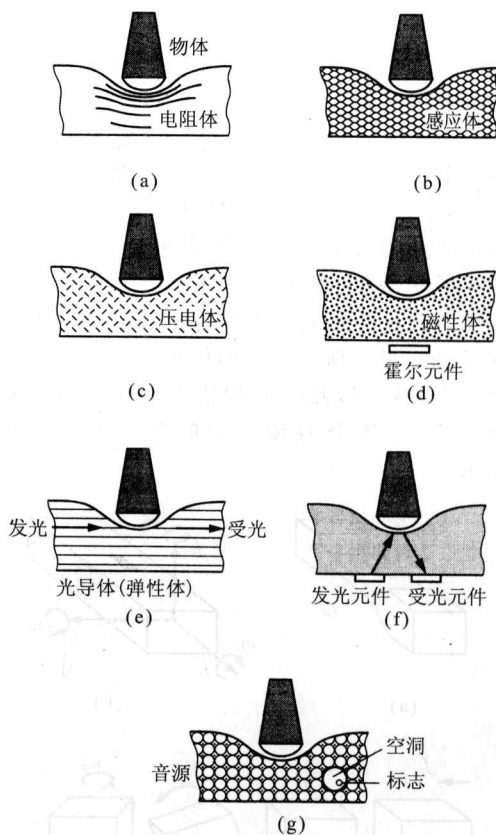 物体
电阻体
(a)
感应体
(b)
压电体
(c)
磁性体
霍尔元件
(d)
发光
受光
光导体(弹性体)
(e)
发光元件
受光元件
(f)
音源
空洞
标志
(g)